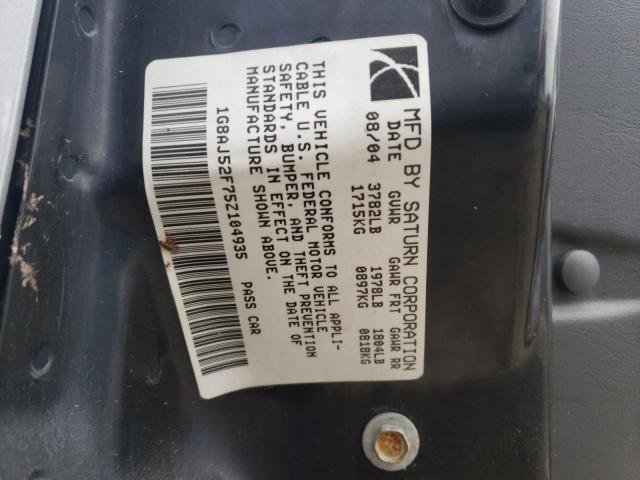 MFD BY SATURN CORPORATION
DATE GVWR GAWR FRT GAWR RR
08/04 3782LB 1978LB 1804LB
1715KG 0897KG 0818KG
THIS VEHICLE CONFORMS TO ALL APPLI-
CABLE U.S. FEDERAL MOTOR VEHICLE
SAFETY, BUMPER, AND THEFT PREVENTION
STANDARDS IN EFFECT ON THE DATE OF
MANUFACTURE SHOWN ABOVE.
1G8AJ52F75Z104935 PASS CAR